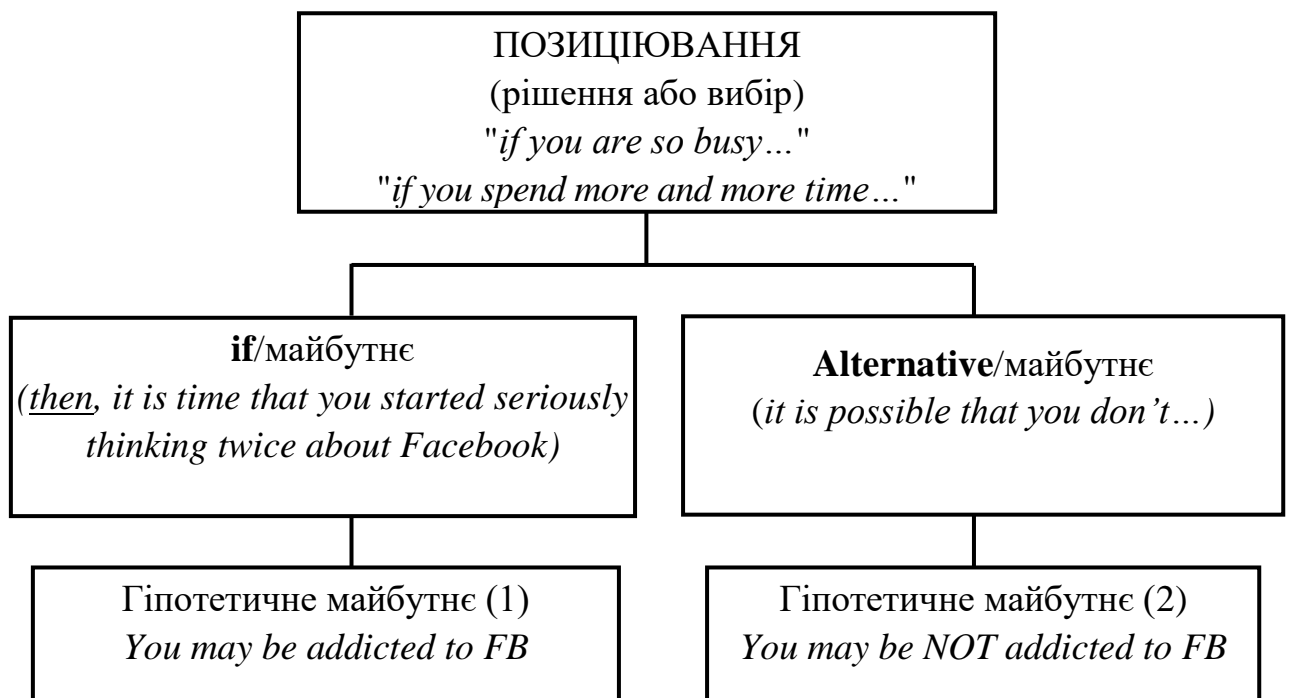 ПОЗИЦІЮВАННЯ
(рішення або вибір)
"if you are so busy…"
"if you spend more and more time…"
if/майбутнє
(then, it is time that you started seriously
thinking twice about Facebook)
Alternative/майбутнє
(it is possible that you don’t…)
Гіпотетичне майбутнє (1)
You may be addicted to FB
Гіпотетичне майбутнє (2)
You may be NOT addicted to FB